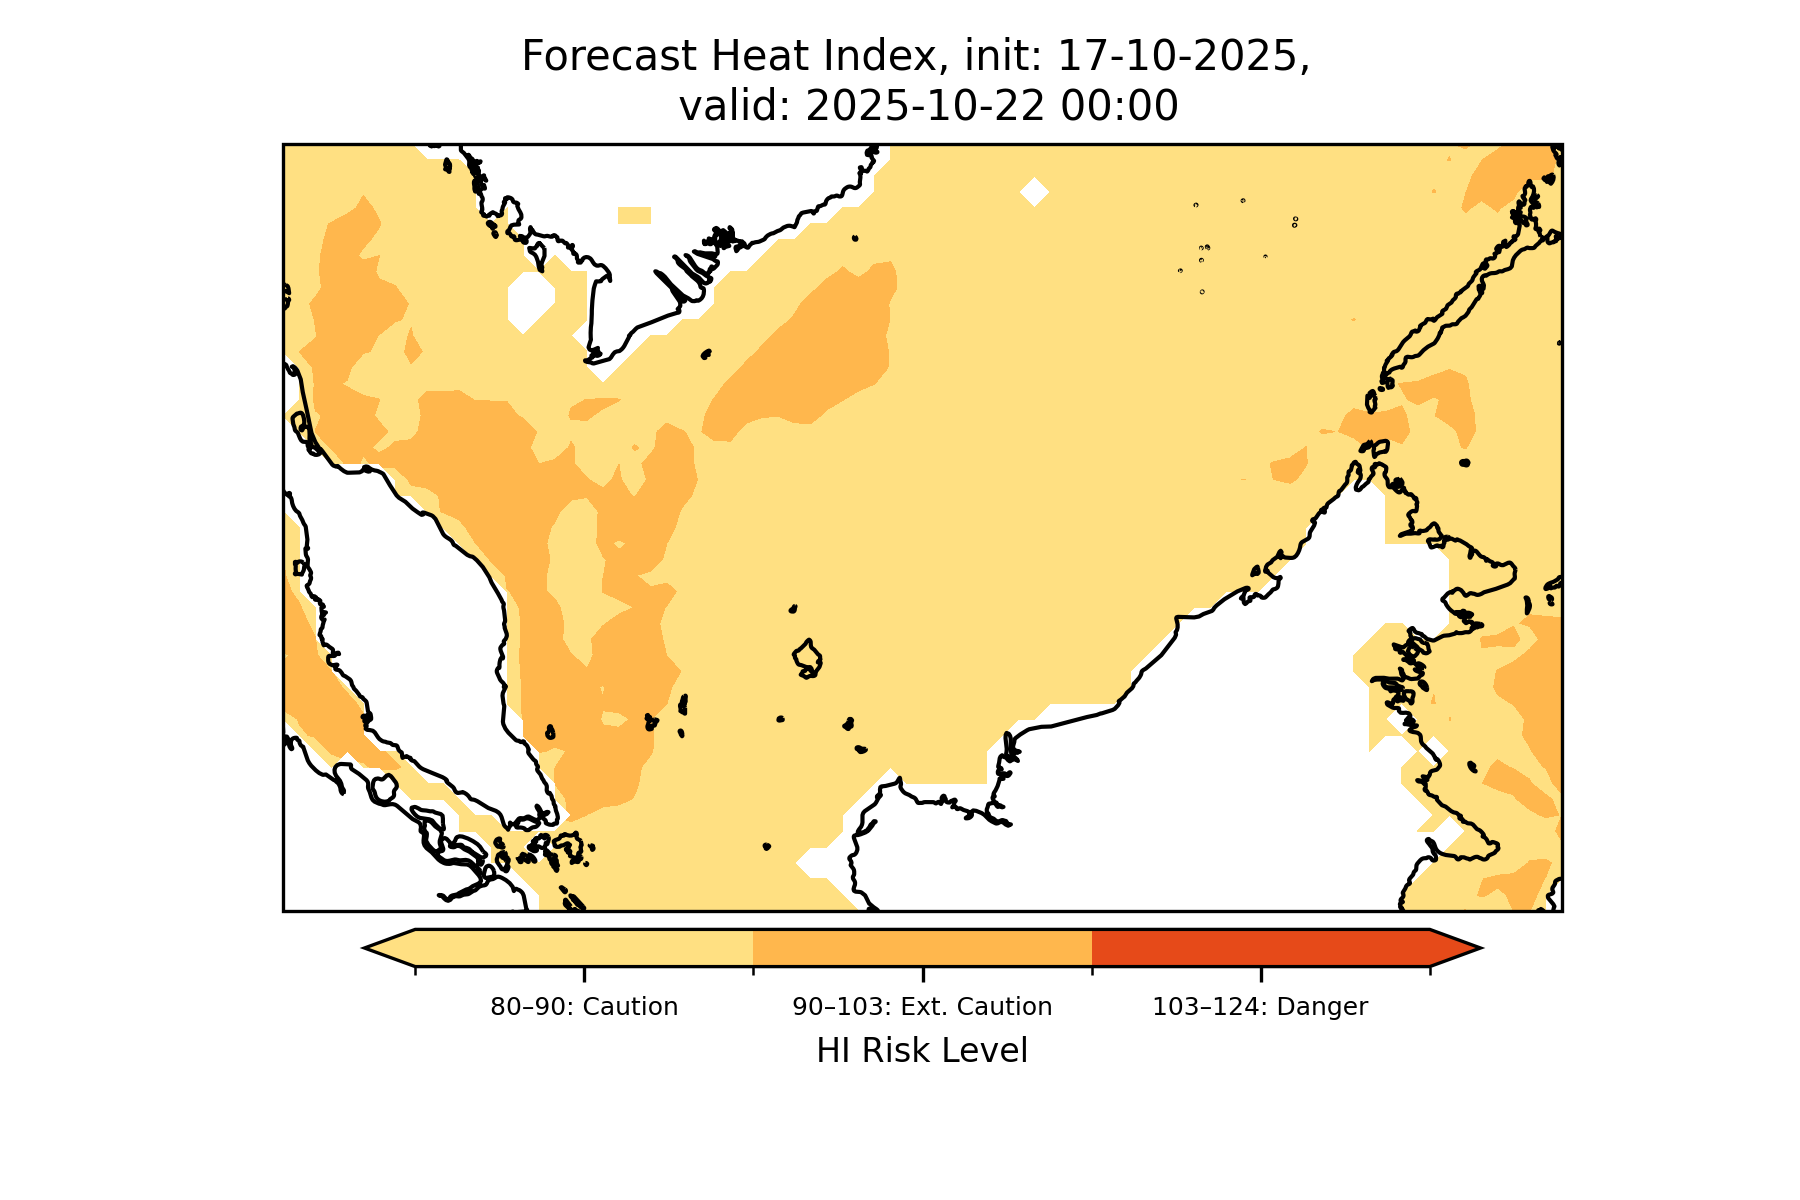 Forecast Heat Index, init: 17-10-2025,
valid: 2025-10-22 00:00
80–90: Caution
90–103: Ext. Caution
103–124: Danger
HI Risk Level